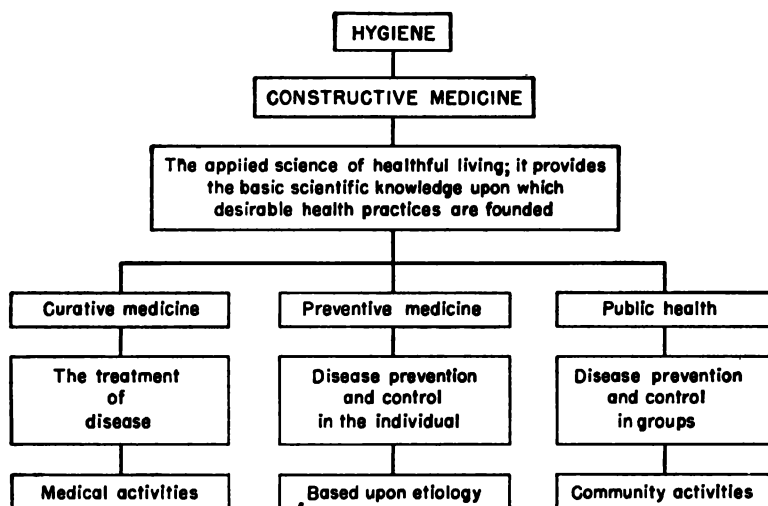 HYGIENE
CONSTRUCTIVE MEDICINE
The applied science of healthful living; it provides
the basic scientific knowledge upon which
desirable health practices are founded
Curative medicine
Preventive medicine
Public health
The treatment
of
disease
Disease prevention
and control
in the individual
Disease prevention
and control
in groups
Medical activities
Based upon etiology
Community activities